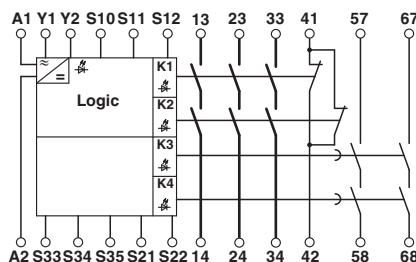 A1 Y1 Y2 S10 S11 S12 13 23 33 41 57 67
≈
=
K1
Logic
K2
K3
K4
A2 S33 S34 S35 S21 S22 14 24 34 42 58 68